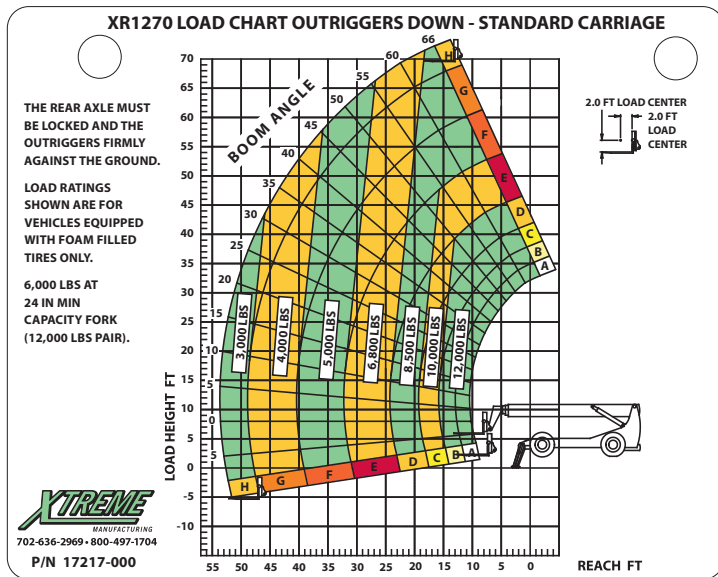 XR1270 LOAD CHART OUTRIGGERS DOWN - STANDARD CARRIAGE
THE REAR AXLE MUST
BE LOCKED AND THE
OUTRIGGERS FIRMLY
AGAINST THE GROUND.
LOAD RATINGS
SHOWN ARE FOR
VEHICLES EQUIPPED
WITH FOAM FILLED
TIRES ONLY.
6,000 LBS AT
24 IN MIN
CAPACITY FORK
(12,000 LBS PAIR).
XTREME
MANUFACTURING
702-636-2969 • 800-497-1704
P/N 17217-000
BOOM ANGLE
5
0
5
10
15
20
25
30
35
40
45
50
55
60
66
LOAD HEIGHT FT
70
65
60
55
50
45
40
35
30
25
20
15
10
5
0
-5
-10
H
G
F
E
D
C
B
A
3,000 LBS
4,000 LBS
5,000 LBS
6,800 LBS
8,500 LBS
10,000 LBS
12,000 LBS
H
G
F
E
D
C
B
A
55 50 45 40 35 30 25 20 15 10 5 0 -5
REACH FT
2.0 FT LOAD CENTER
2.0 FT
LOAD
CENTER